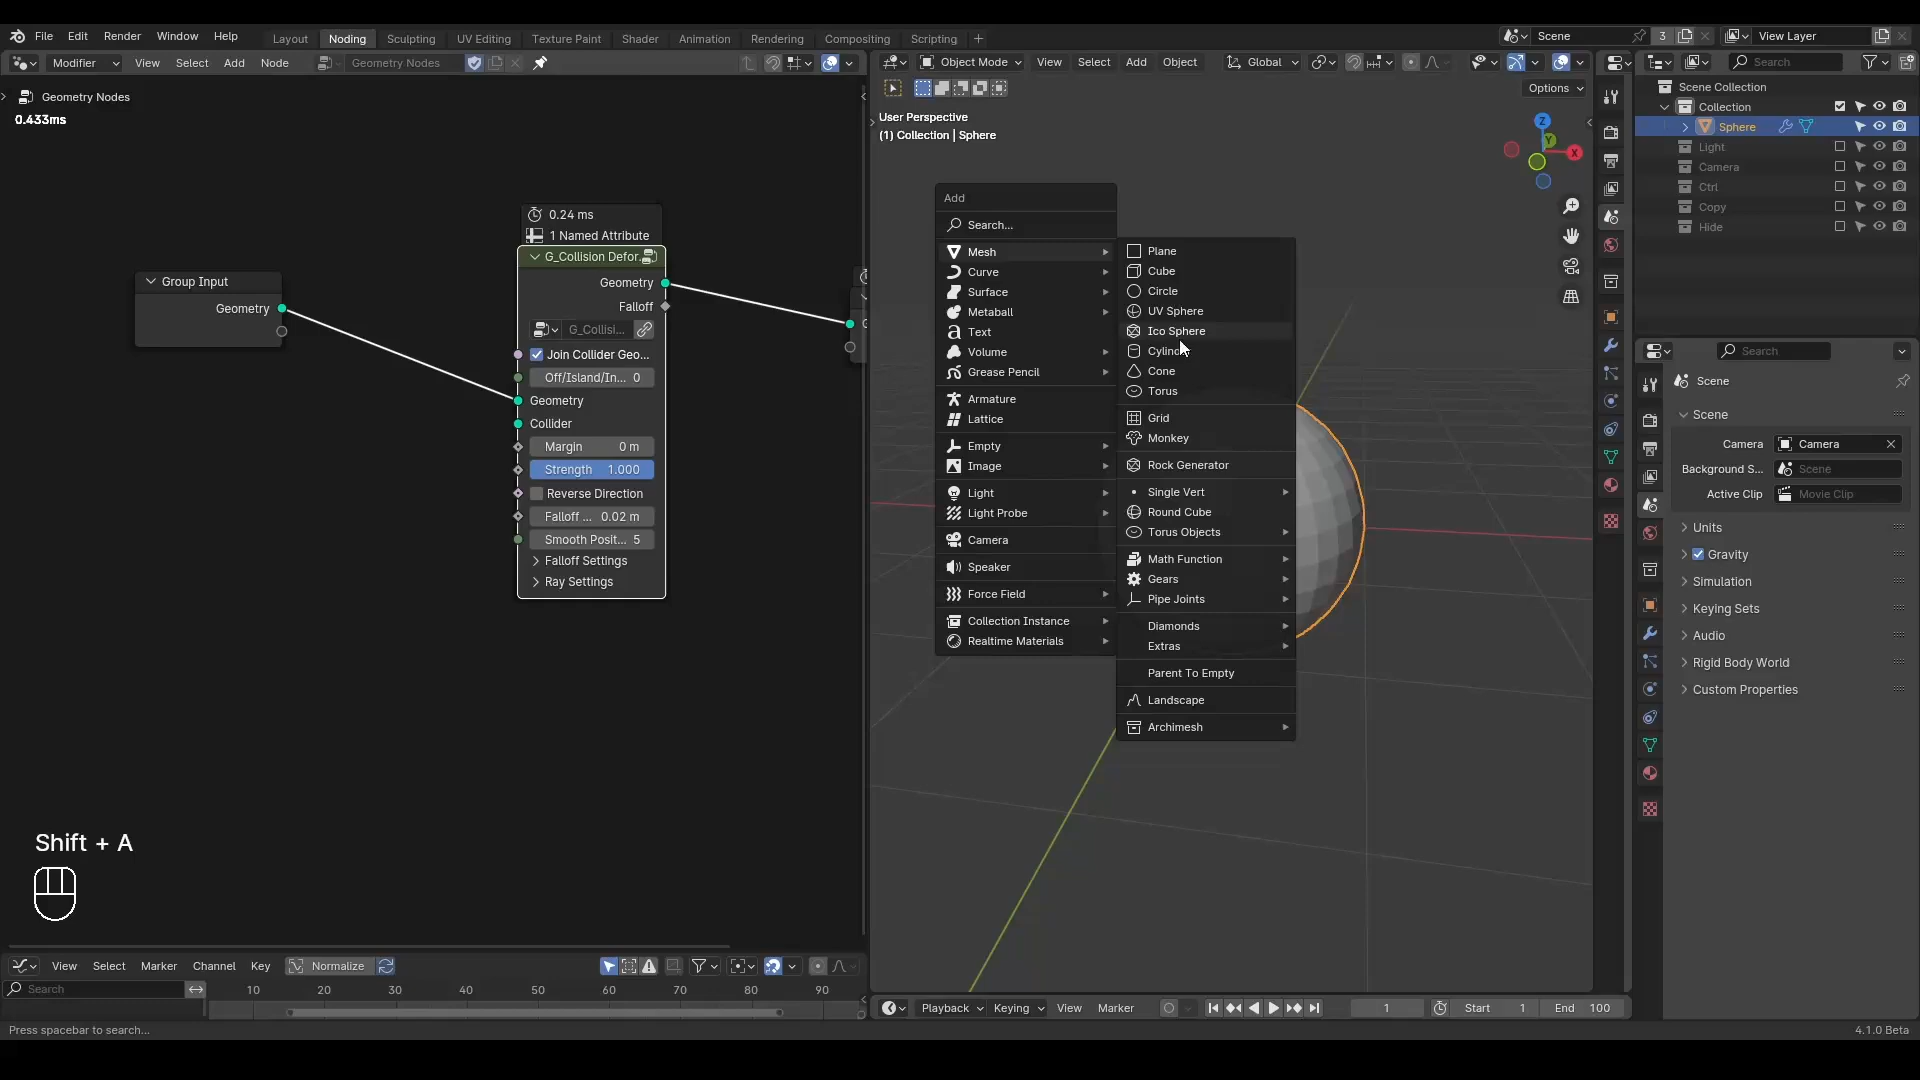 File Edit Render Window Help
Layout Noding Sculpting UV Editing Texture Paint Shader Animation Rendering Compositing Scripting +
Scene 3 View Layer
Modifier View Select Add Node Geometry Nodes
Object Mode View Select Add Object Global
Search
Geometry Nodes
0.433ms
Options
User Perspective
(1) Collection | Sphere
Scene Collection
Collection
Sphere
Light
Camera
Ctrl
Copy
Hide
Z
Y
X
0.24 ms
1 Named Attribute
G_Collision Defor...
Geometry
Falloff
G_Collisi...
Join Collider Geo...
Off/Island/In... 0
Geometry
Collider
Margin 0 m
Strength 1.000
Reverse Direction
Falloff ... 0.02 m
Smooth Posit... 5
Falloff Settings
Ray Settings
Group Input
Geometry
Add
Search...
Mesh
Curve
Surface
Metaball
Text
Volume
Grease Pencil
Armature
Lattice
Empty
Image
Light
Light Probe
Camera
Speaker
Force Field
Collection Instance
Realtime Materials
Plane
Cube
Circle
UV Sphere
Ico Sphere
Cone
Torus
Grid
Monkey
Rock Generator
Single Vert
Round Cube
Torus Objects
Math Function
Gears
Pipe Joints
Diamonds
Extras
Parent To Empty
Landscape
Archimesh
Search
Scene
Scene
Camera Camera
Background S... Scene
Active Clip Movie Clip
Units
Gravity
Simulation
Keying Sets
Audio
Rigid Body World
Custom Properties
Shift + A
View Select Marker Channel Key Normalize
Search
10 20 30 40 50 60 70 80 90
Playback Keying View Marker 1 Start 1 End 100
Press spacebar to search...
4.1.0 Beta